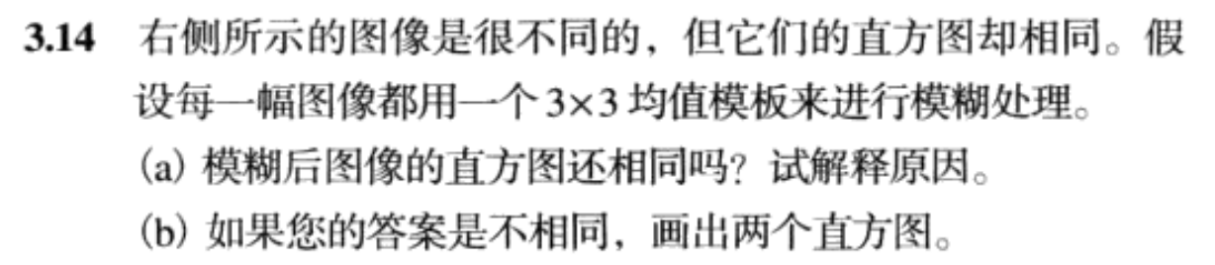 3.14 右侧所示的图像是很不同的，但它们的直方图却相同。假
设每一幅图像都用一个3×3均值模板来进行模糊处理。
(a) 模糊后图像的直方图还相同吗？试解释原因。
(b) 如果您的答案是不相同，画出两个直方图。